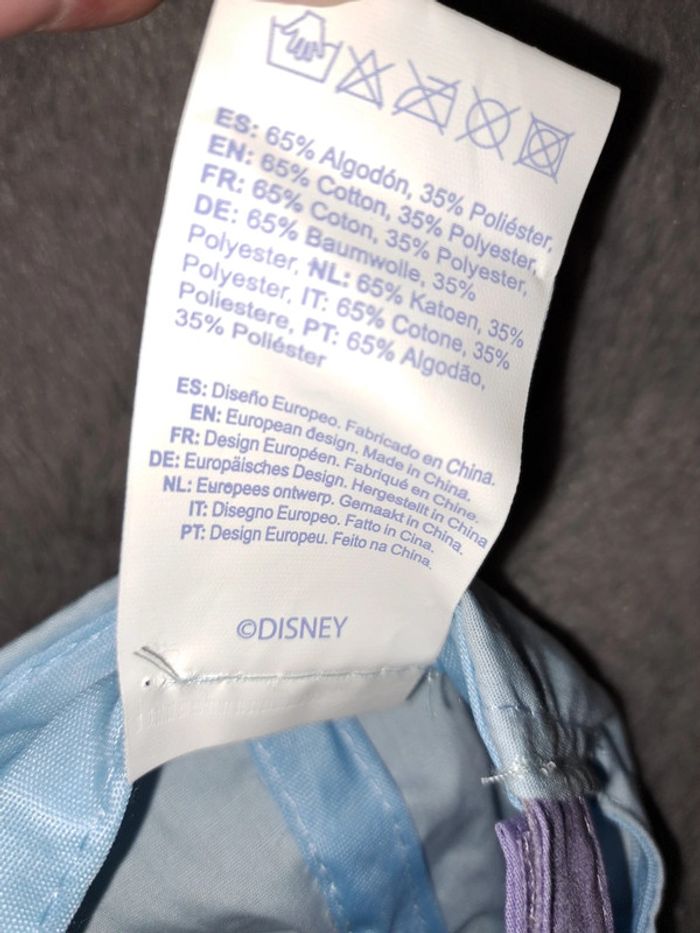 ES: 65% Algodón, 35% Poliéster,
EN: 65% Cotton, 35% Polyester,
FR: 65% Coton, 35% Polyester,
DE: 65% Baumwolle, 35%
Polyester, NL: 65% Katoen, 35%
Polyester, IT: 65% Cotone, 35%
Poliestere, PT: 65% Algodão,
35% Poliéster
ES: Diseño Europeo. Fabricado en China.
EN: European design. Made in China.
FR: Design Européen. Fabriqué en Chine.
DE: Europäisches Design. Hergestellt in China
NL: Europees ontwerp. Gemaakt in China.
IT: Disegno Europeo. Fatto in Cina.
PT: Design Europeu. Feito na China.
©DISNEY